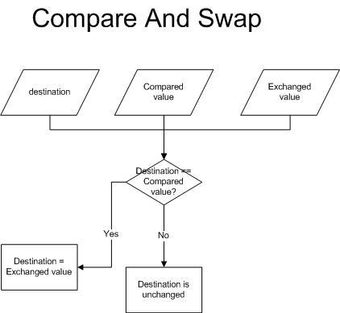 Compare And Swap
destination
Compared
value
Exchanged
value
Destination ==
Compared
value?
Yes
No
Destination =
Exchanged value
Destination is
unchanged